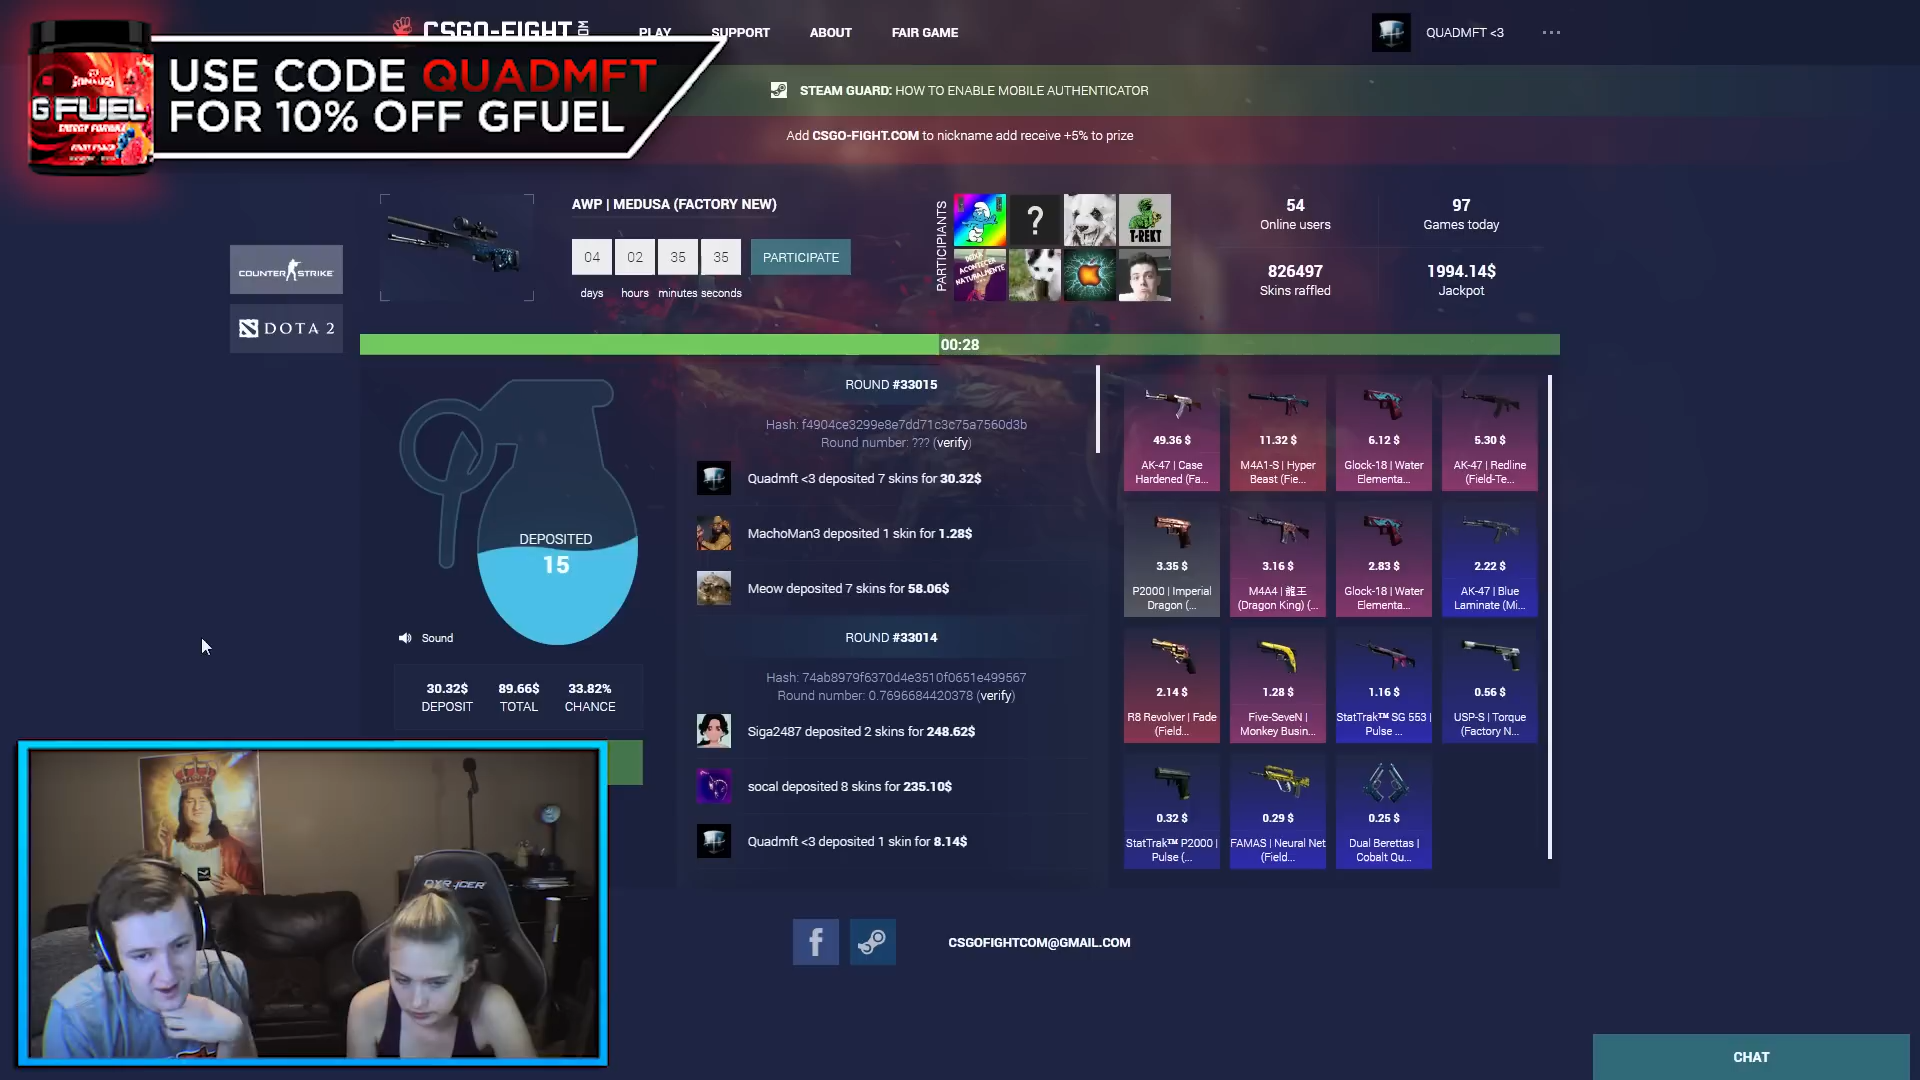 CSGO-FIGHT.COM
PLAY
SUPPORT
ABOUT
FAIR GAME
QUADMFT <3
G FUEL
ENERGY FORMULA
USE CODE QUADMFT
FOR 10% OFF GFUEL
STEAM GUARD: HOW TO ENABLE MOBILE AUTHENTICATOR
Add CSGO-FIGHT.COM to nickname add receive +5% to prize
COUNTER STRIKE
DOTA 2
AWP | MEDUSA (FACTORY NEW)
04 02 35 35
days hours minutes seconds
PARTICIPATE
PARTICIPIANTS
?
T-REKT
DEIXA
ACONTECER
NATURALMENTE
54
Online users
97
Games today
826497
Skins raffled
1994.14$
Jackpot
00:28
DEPOSITED
15
Sound
30.32$
DEPOSIT
89.66$
TOTAL
33.82%
CHANCE
ROUND #33015
Hash: f4904ce3299e8e7dd71c3c75a7560d3b
Round number: ??? (verify)
Quadmft <3 deposited 7 skins for 30.32$
MachoMan3 deposited 1 skin for 1.28$
Meow deposited 7 skins for 58.06$
ROUND #33014
Hash: 74ab8979f6370d4e3510f0651e499567
Round number: 0.7696684420378 (verify)
Siga2487 deposited 2 skins for 248.62$
socal deposited 8 skins for 235.10$
Quadmft <3 deposited 1 skin for 8.14$
49.36 $
AK-47 | Case
Hardened (Fa...
11.32 $
M4A1-S | Hyper
Beast (Fie...
6.12 $
Glock-18 | Water
Elementa...
5.30 $
AK-47 | Redline
(Field-Te...
3.35 $
P2000 | Imperial
Dragon (...
3.16 $
M4A4 | 龍王
(Dragon King) (...
2.83 $
Glock-18 | Water
Elementa...
2.22 $
AK-47 | Blue
Laminate (Mi...
2.14 $
R8 Revolver | Fade
(Field...
1.28 $
Five-SeveN |
Monkey Busin...
1.16 $
StatTrak™ SG 553 |
Pulse ...
0.56 $
USP-S | Torque
(Factory N...
0.32 $
StatTrak™ P2000 |
Pulse (...
0.29 $
FAMAS | Neural Net
(Field...
0.25 $
Dual Berettas |
Cobalt Qu...
DXRACER
f
CSGOFIGHTCOM@GMAIL.COM
CHAT